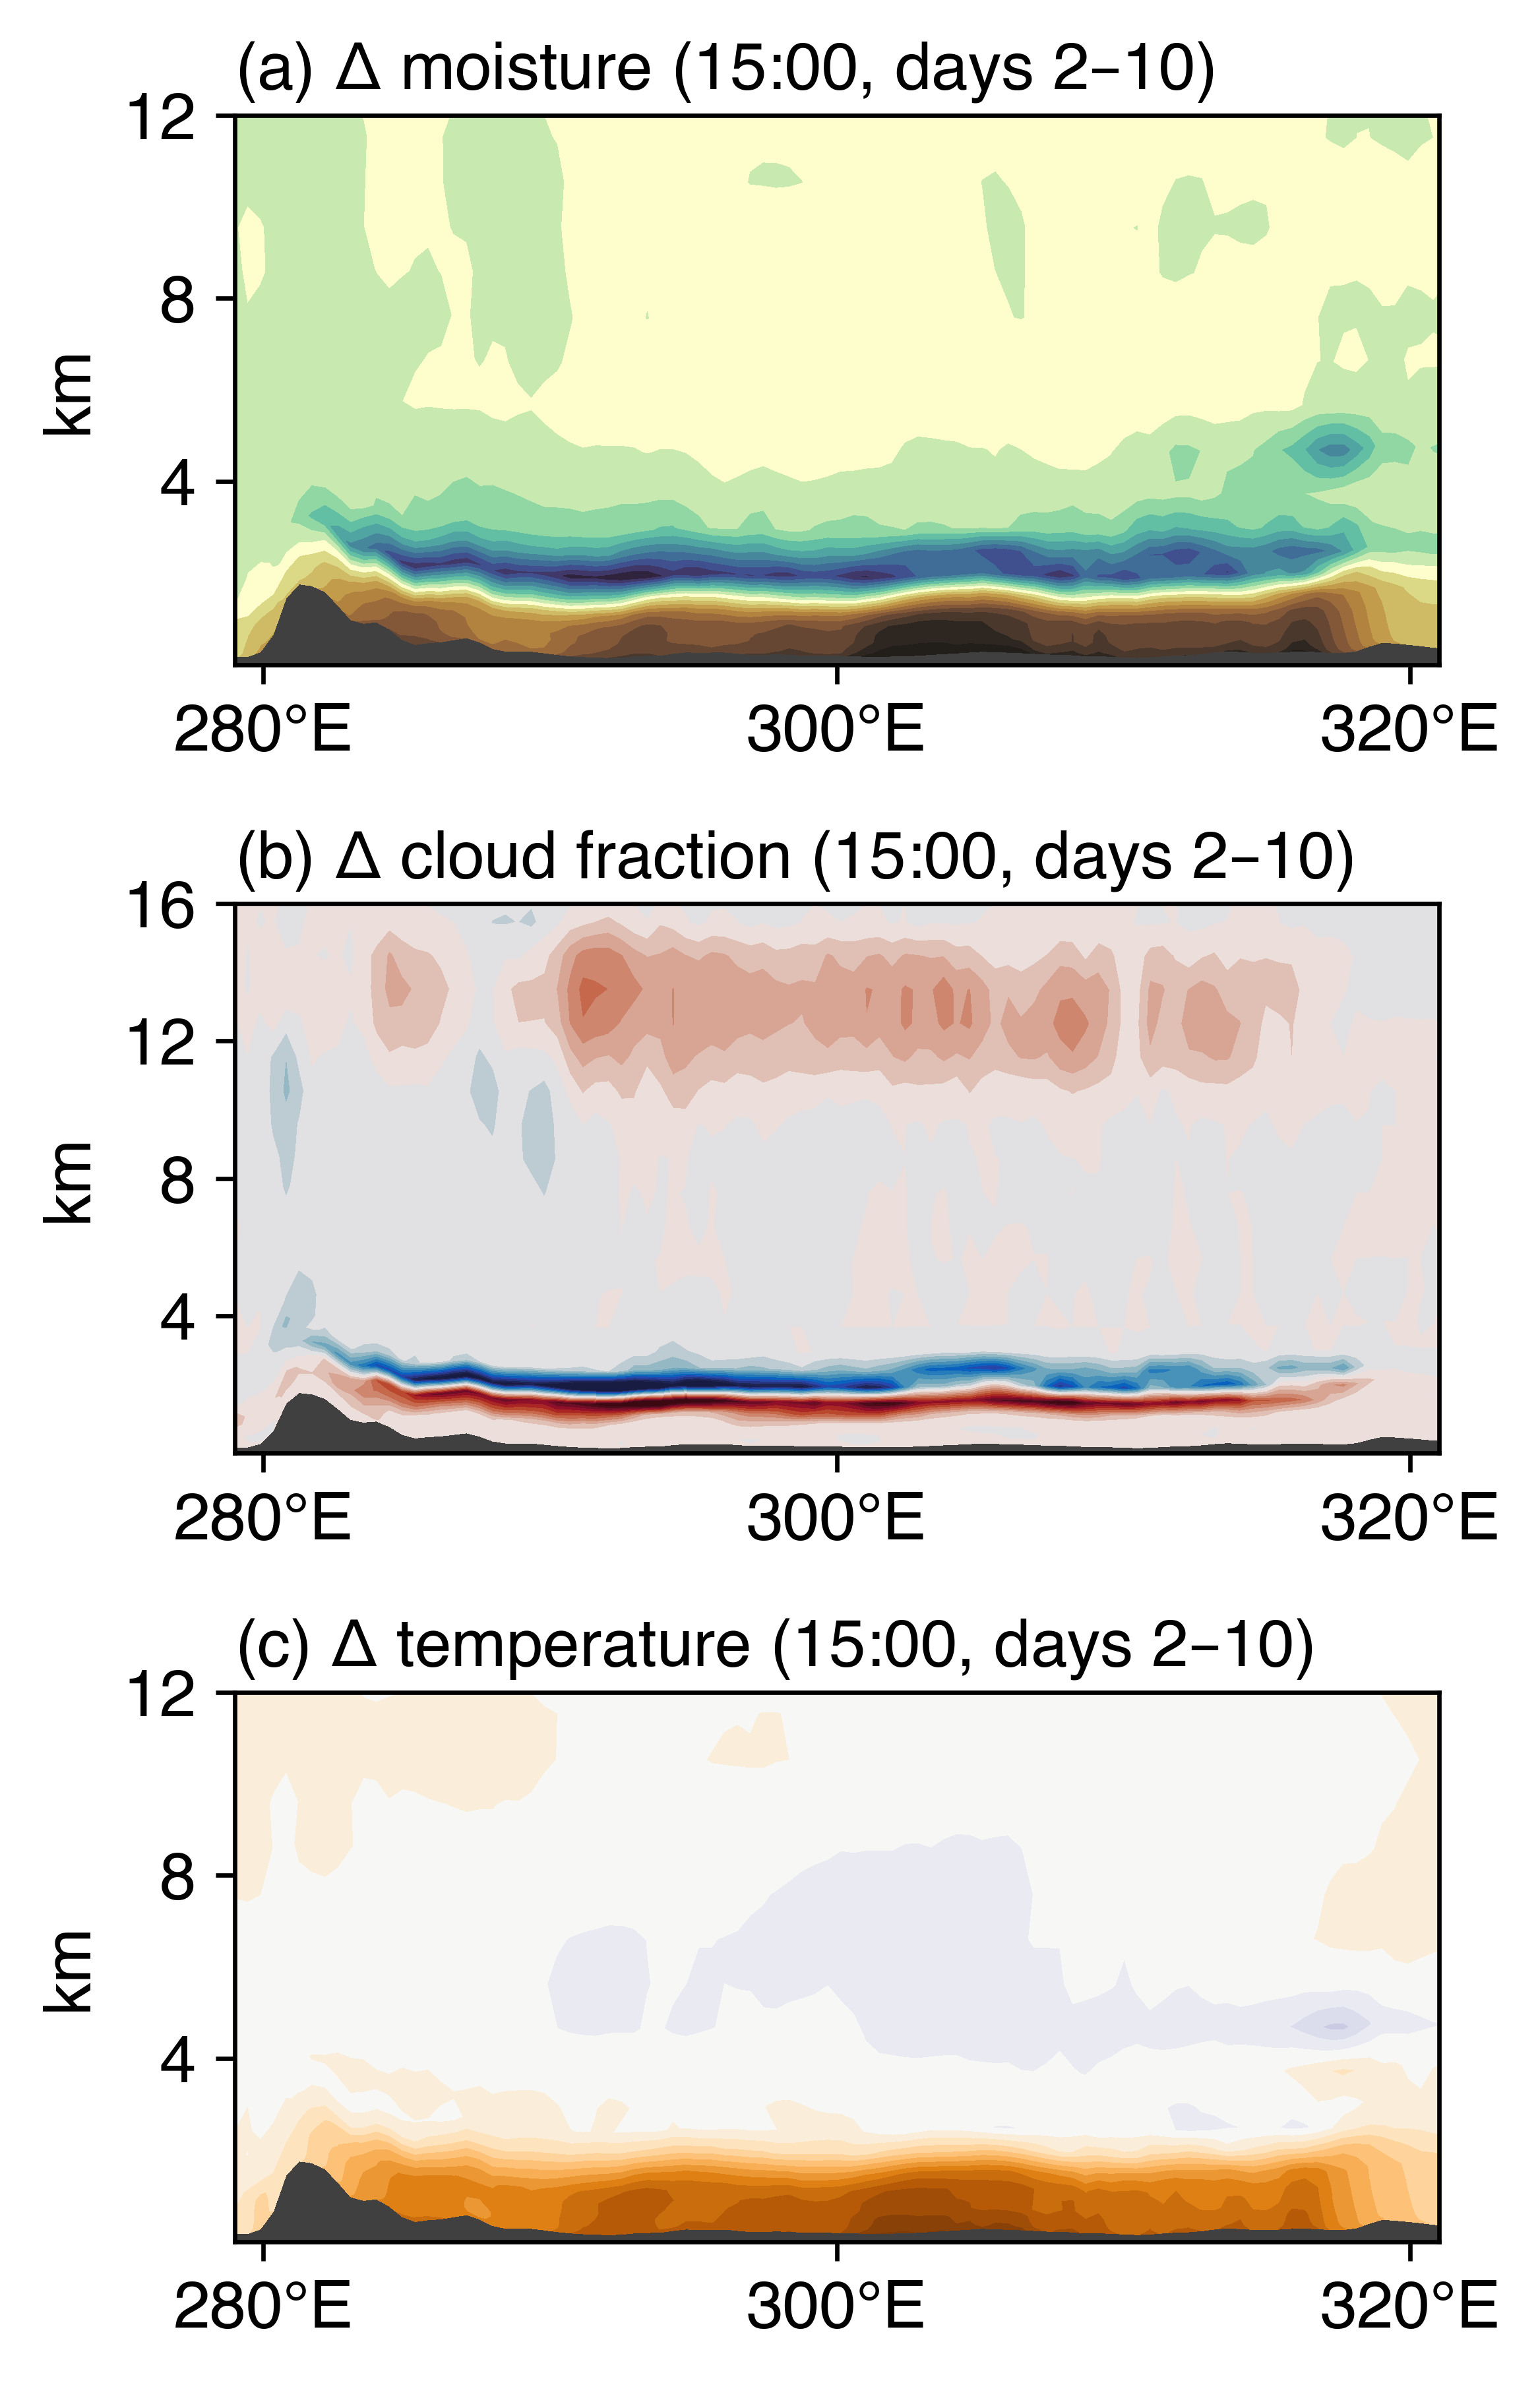 (a) Δ moisture (15:00, days 2–10)
12
8
4
km
280°E 300°E 320°E
(b) Δ cloud fraction (15:00, days 2–10)
16
12
8
4
km
280°E 300°E 320°E
(c) Δ temperature (15:00, days 2–10)
12
8
4
km
280°E 300°E 320°E